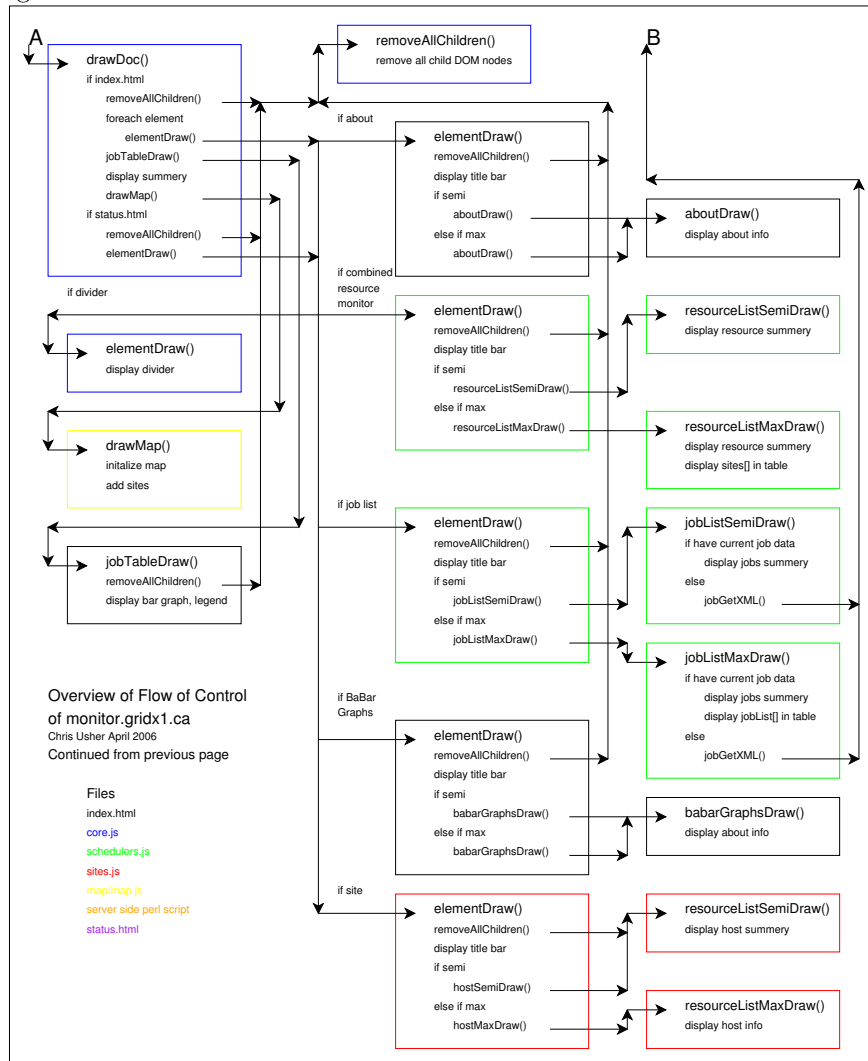 A
drawDoc()
if index.html
removeAllChildren()
foreach element
elementDraw()
jobTableDraw()
display summery
drawMap()
if status.html
removeAllChildren()
elementDraw()
if divider
elementDraw()
display divider
drawMap()
initalize map
add sites
jobTableDraw()
removeAllChildren()
display bar graph, legend
Overview of Flow of Control
of monitor.gridx1.ca
Chris Usher April 2006
Continued from previous page
Files
index.html
core.js
schedulers.js
sites.js
map/map.js
server side perl script
status.html
removeAllChildren()
remove all child DOM nodes
if about
elementDraw()
removeAllChildren()
display title bar
if semi
aboutDraw()
else if max
aboutDraw()
if combined
resource
monitor
elementDraw()
removeAllChildren()
display title bar
if semi
resourceListSemiDraw()
else if max
resourceListMaxDraw()
if job list
elementDraw()
removeAllChildren()
display title bar
if semi
jobListSemiDraw()
else if max
jobListMaxDraw()
if BaBar
Graphs
elementDraw()
removeAllChildren()
display title bar
if semi
babarGraphsDraw()
else if max
babarGraphsDraw()
if site
elementDraw()
removeAllChildren()
display title bar
if semi
hostSemiDraw()
else if max
hostMaxDraw()
B
aboutDraw()
display about info
resourceListSemiDraw()
display resource summery
resourceListMaxDraw()
display resource summery
display sites[] in table
jobListSemiDraw()
if have current job data
display jobs summery
else
jobGetXML()
jobListMaxDraw()
if have current job data
display jobs summery
display jobList[] in table
else
jobGetXML()
babarGraphsDraw()
display about info
resourceListSemiDraw()
display host summery
resourceListMaxDraw()
display host info